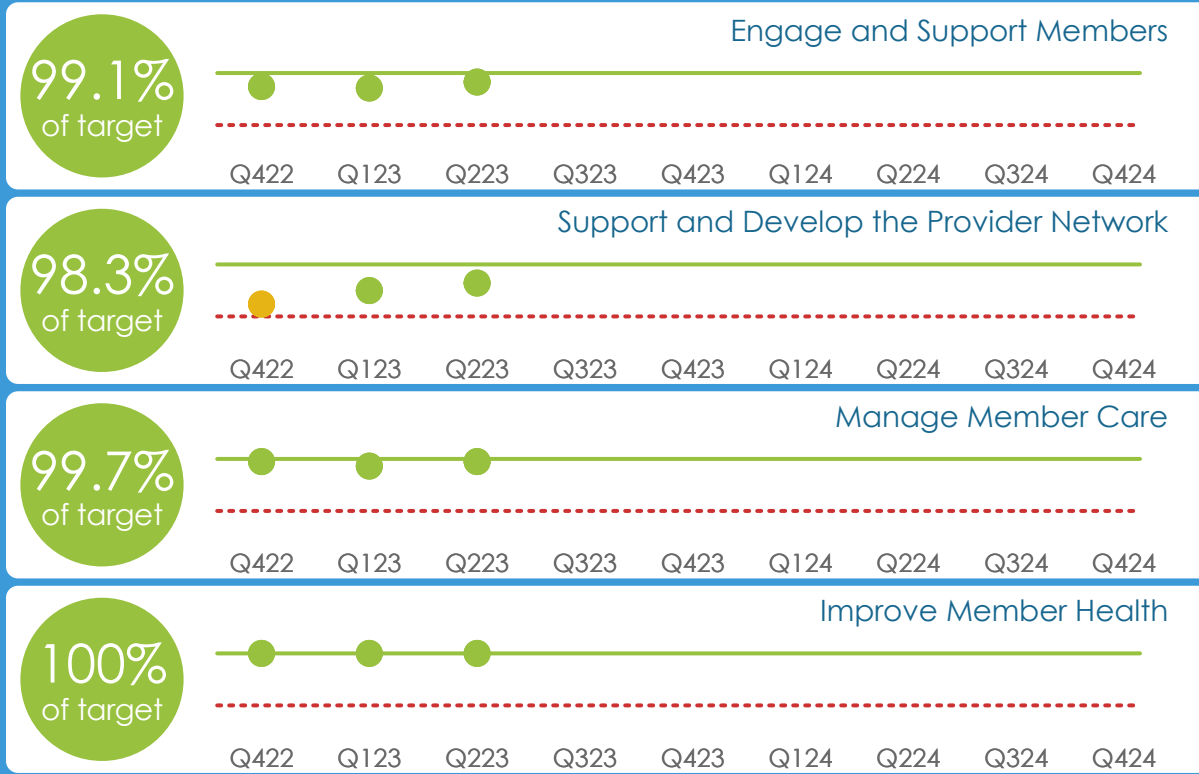 Engage and Support Members
99.1%
of target
Q422 Q123 Q223 Q323 Q423 Q124 Q224 Q324 Q424
Support and Develop the Provider Network
98.3%
of target
Q422 Q123 Q223 Q323 Q423 Q124 Q224 Q324 Q424
Manage Member Care
99.7%
of target
Q422 Q123 Q223 Q323 Q423 Q124 Q224 Q324 Q424
Improve Member Health
100%
of target
Q422 Q123 Q223 Q323 Q423 Q124 Q224 Q324 Q424